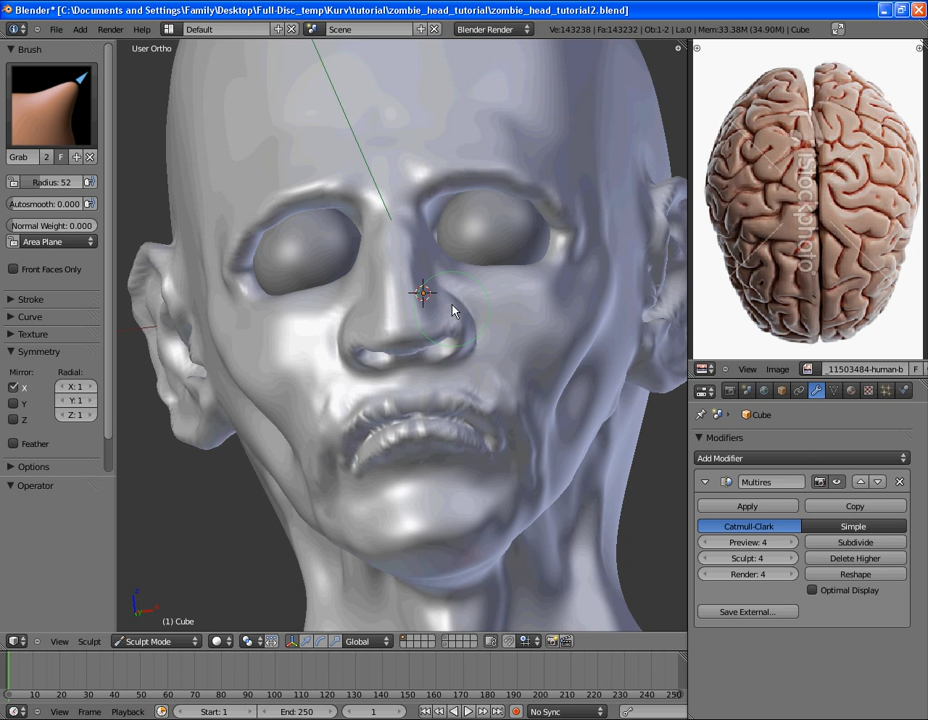 Blender* [C:\Documents and Settings\Family\Desktop\Full-Disc_temp\Kurv\tutorial\zombie_head_tutorial\zombie_head_tutorial2.blend]
File Add Render Help Default Scene Blender Render Ve:143238 | Fa:143232 | Ob:1-2 | La:0 | Mem:33.38M (34.90M) | Cube
Brush
User Ortho
Grab 2 F
Radius: 52
Autosmooth: 0.000
Normal Weight: 0.000
Area Plane
Front Faces Only
Stroke
Curve
Texture
Symmetry
Mirror: Radial:
X X: 1
Y Y: 1
Z Z: 1
Feather
Options
Operator
iStockphoto
View Image _11503484-human-b F
Cube
Modifiers
Add Modifier
Multires
Apply Copy
Catmull-Clark Simple
Preview: 4 Subdivide
Sculpt: 4 Delete Higher
Render: 4 Reshape
Optimal Display
Save External...
z
x
y
(1) Cube
View Sculpt Sculpt Mode Global
0 10 20 30 40 50 60 70 80 90 100 110 120 130 140 150 160 170 180 190 200 210 220 230 240 250
View Frame Playback Start: 1 End: 250 1 No Sync